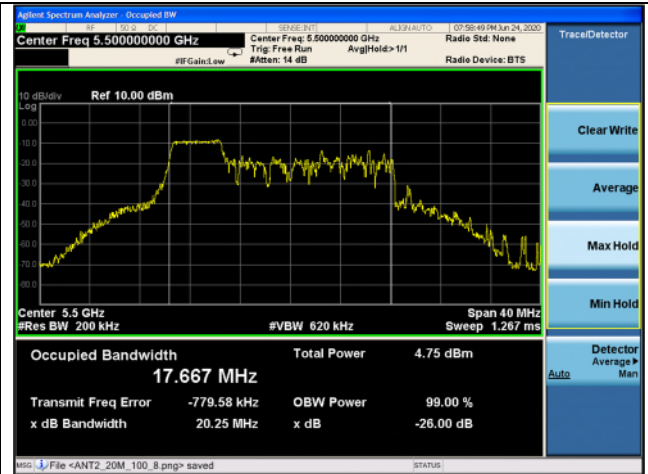 Agilent Spectrum Analyzer - Occupied BW
RF 50 Ω DC SENSE:INT ALIGN AUTO 07:58:49 PM Jun 24, 2020
Center Freq 5.500000000 GHz
Center Freq: 5.500000000 GHz
Radio Std: None
Trace/Detector
Trig: Free Run Avg|Hold:>1/1
#IFGain:Low #Atten: 14 dB Radio Device: BTS
10 dB/div Ref 10.00 dBm
Log
0.00
-10.0
-20.0
-30.0
-40.0
-50.0
-60.0
-70.0
-80.0
Clear Write
Average
Max Hold
Min Hold
Center 5.5 GHz Span 40 MHz
#Res BW 200 kHz #VBW 620 kHz Sweep 1.267 ms
Occupied Bandwidth Total Power 4.75 dBm
17.667 MHz
Transmit Freq Error -779.58 kHz OBW Power 99.00 %
x dB Bandwidth 20.25 MHz x dB -26.00 dB
Detector
Average
Auto Man
MSG File <ANT2_20M_100_8.png> saved STATUS